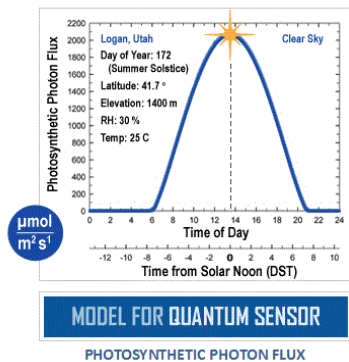 Photosynthetic Photon Flux
2200
2000
1800
1600
1400
1200
1000
800
600
400
200
0
Logan, Utah
Clear Sky
Day of Year: 172
(Summer Solstice)
Latitude: 41.7 °
Elevation: 1400 m
RH: 30 %
Temp: 25 C
µmol
m² s¹
0 2 4 6 8 10 12 14 16 18 20 22 24
Time of Day
-12 -10 -8 -6 -4 -2 0 2 4 6 8 10
Time from Solar Noon (DST)
MODEL FOR QUANTUM SENSOR
PHOTOSYNTHETIC PHOTON FLUX